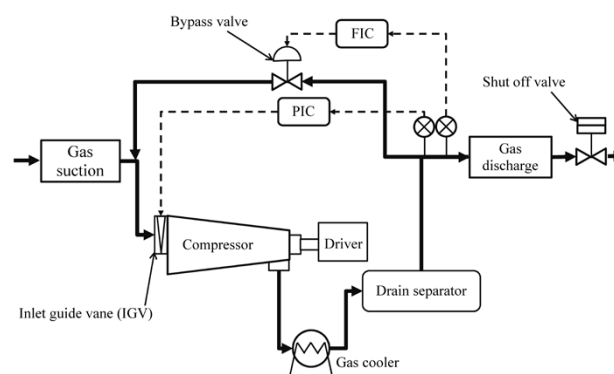 Bypass valve
FIC
PIC
Shut off valve
Gas
suction
Gas
discharge
Compressor
Driver
Drain separator
Inlet guide vane (IGV)
Gas cooler